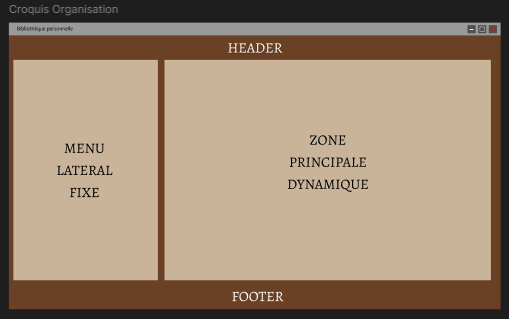 Croquis Organisation
Bibliothèque personnelle
HEADER
MENU
LATERAL
FIXE
ZONE
PRINCIPALE
DYNAMIQUE
FOOTER